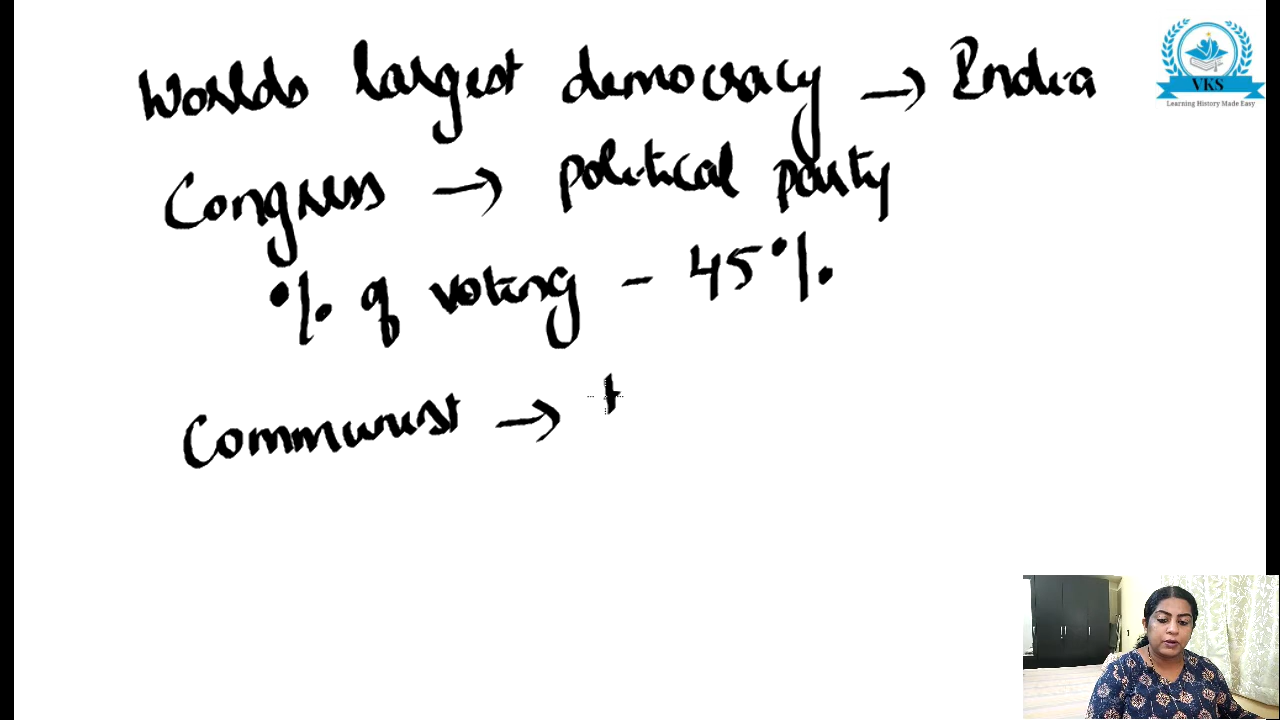 Worlds largest democracy → India
VKS
Learning History Made Easy
Congress → political party
% of voting - 45%
Communist → t